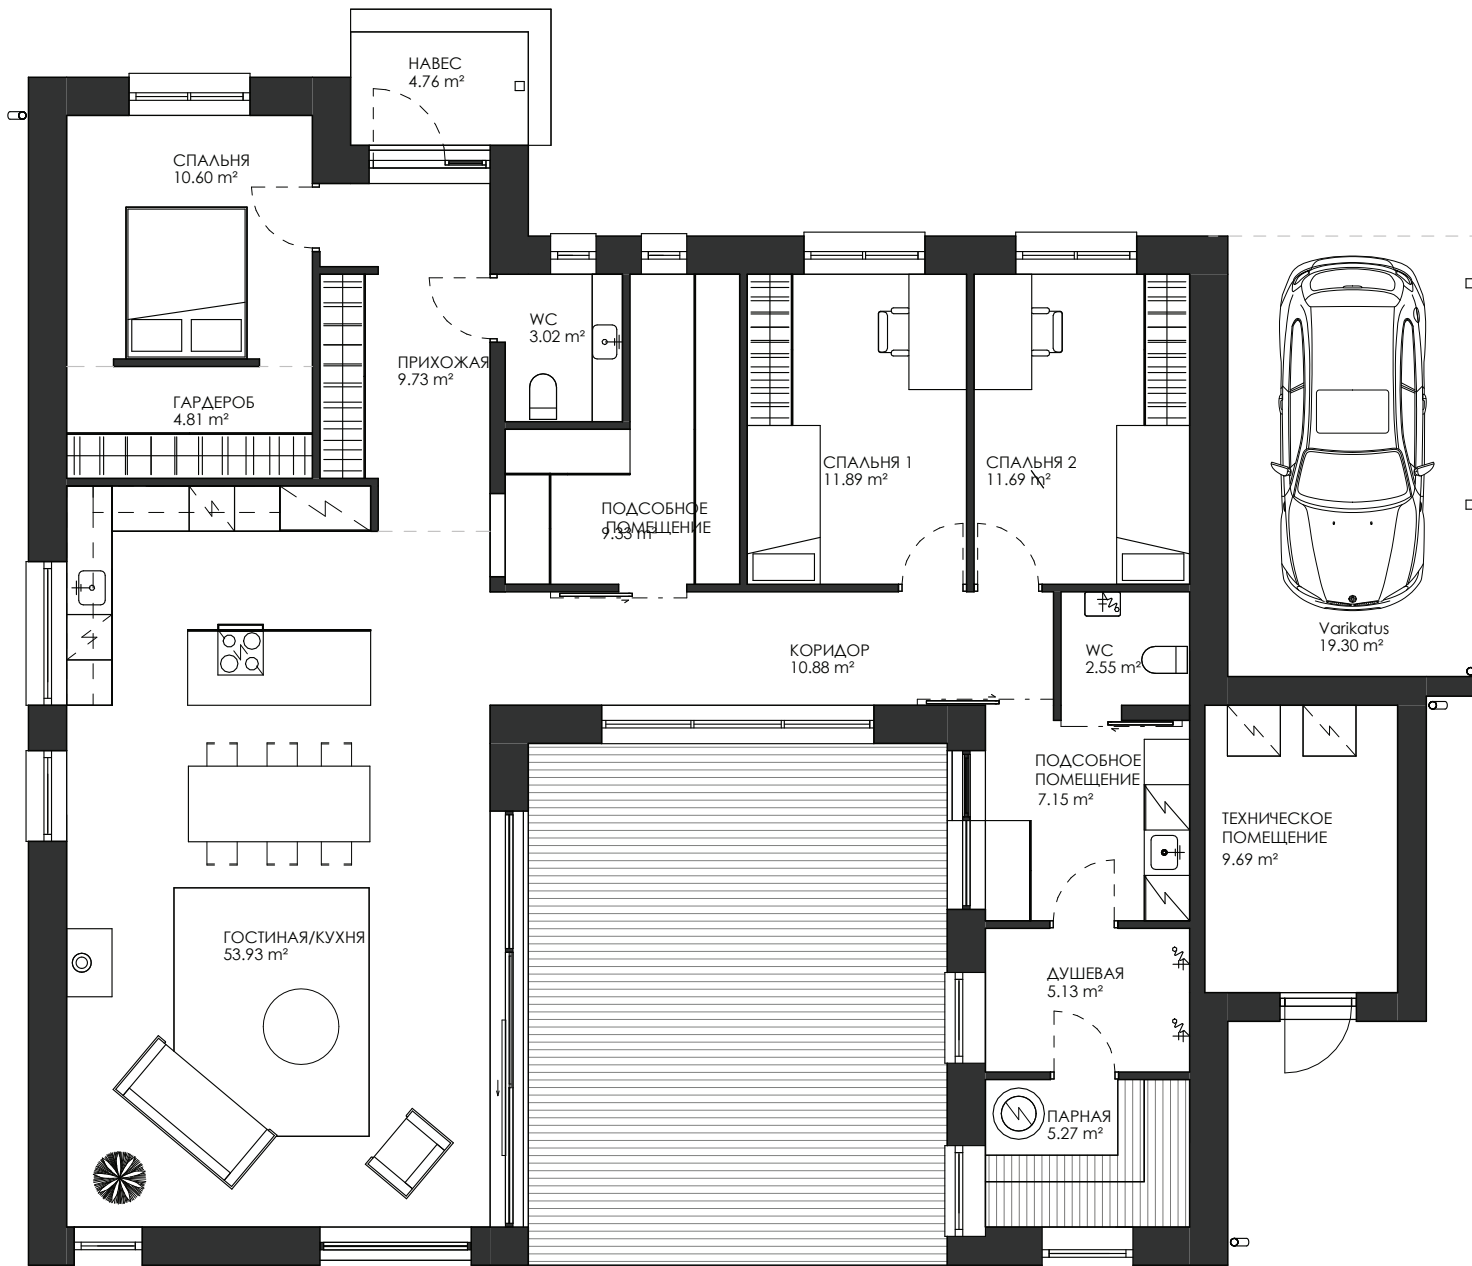 НАВЕС
4.76 m²
СПАЛЬНЯ
10.60 m²
WC
3.02 m²
ПРИХОЖАЯ
9.73 m²
ГАРДЕРОБ
4.81 m²
СПАЛЬНЯ 1
11.89 m²
СПАЛЬНЯ 2
11.69 m²
ПОДСОБНОЕ
ПОМЕЩЕНИЕ
9.33 m²
Varikatus
19.30 m²
КОРИДОР
10.88 m²
WC
2.55 m²
ПОДСОБНОЕ
ПОМЕЩЕНИЕ
7.15 m²
ТЕХНИЧЕСКОЕ
ПОМЕЩЕНИЕ
9.69 m²
ГОСТИНАЯ/КУХНЯ
53.93 m²
ДУШЕВАЯ
5.13 m²
ПАРНАЯ
5.27 m²